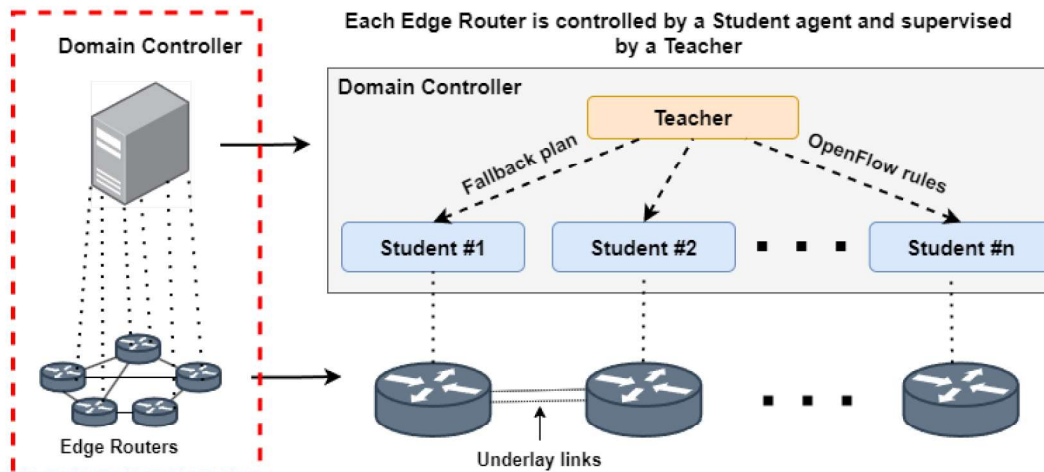 Domain Controller
Edge Routers
Each Edge Router is controlled by a Student agent and supervised
by a Teacher
Domain Controller
Teacher
Fallback plan
OpenFlow rules
Student #1
Student #2
Student #n
Underlay links